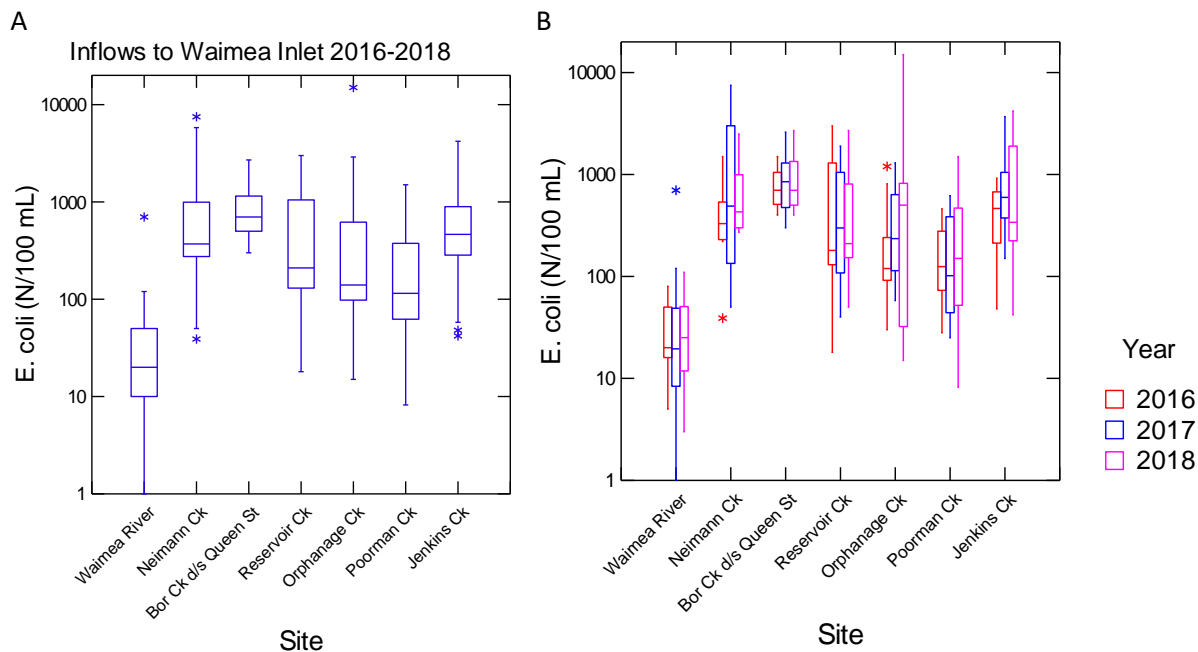 A
Inflows to Waimea Inlet 2016-2018
E. coli (N/100 mL)
10000
1000
100
10
1
Waimea River
Neimann Ck
Bor Ck d/s Queen St
Reservoir Ck
Orphanage Ck
Poorman Ck
Jenkins Ck
Site
B
E. coli (N/100 mL)
10000
1000
100
10
1
Waimea River
Neimann Ck
Bor Ck d/s Queen St
Reservoir Ck
Orphanage Ck
Poorman Ck
Jenkins Ck
Site
Year
2016
2017
2018